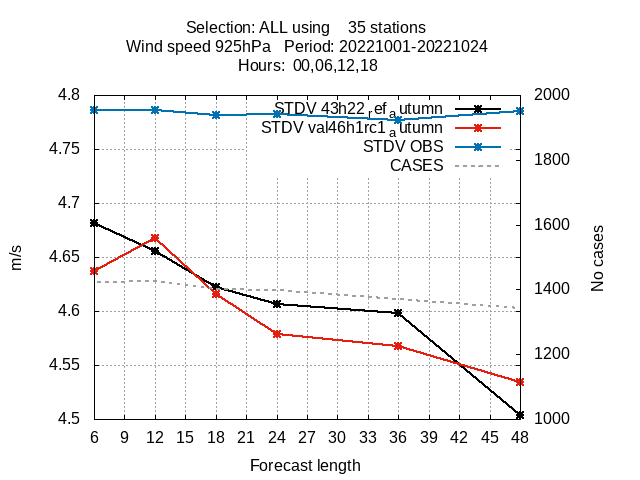 Selection: ALL using    35 stations
Wind speed 925hPa   Period: 20221001-20221024
Hours: 00,06,12,18
4.8
4.75
4.7
4.65
4.6
4.55
4.5
2000
1800
1600
1400
1200
1000
STDV 43h22_ref_autumn
STDV val46h1rc1_autumn
STDV OBS
CASES
m/s
No cases
6 9 12 15 18 21 24 27 30 33 36 39 42 45 48
Forecast length